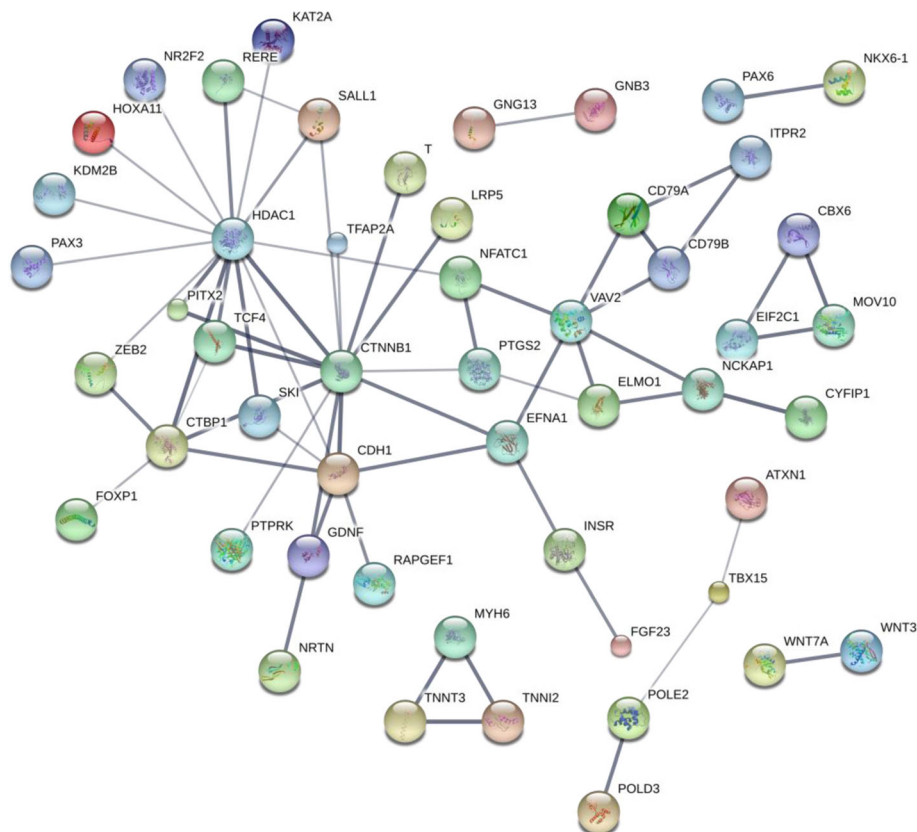 KAT2A
NR2F2
RERE
HOXA11
SALL1
KDM2B
HDAC1
PAX3
TFAP2A
T
LRP5
GNG13
GNB3
PAX6
NKX6-1
ITPR2
CD79A
CD79B
CBX6
NFATC1
VAV2
EIF2C1
MOV10
PITX2
TCF4
CTNNB1
PTGS2
ZEB2
SKI
ELMO1
NCKAP1
CYFIP1
CTBP1
EFNA1
CDH1
FOXP1
ATXN1
PTPRK
GDNF
RAPGEF1
INSR
TBX15
MYH6
FGF23
WNT7A
WNT3
NRTN
TNNT3
TNNI2
POLE2
POLD3